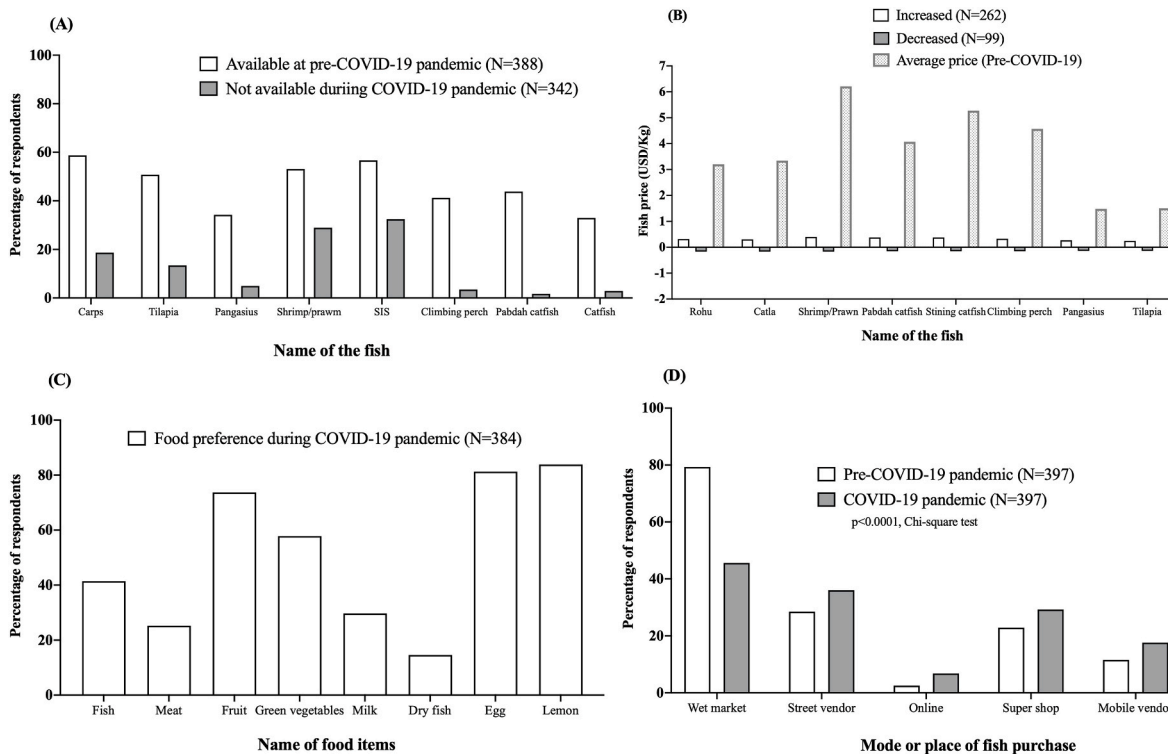 (A)
Available at pre-COVID-19 pandemic (N=388)
Not available duriing COVID-19 pandemic (N=342)
100
80
60
40
20
0
Percentage of respondents
Carps
Tilapia
Pangasius
Shrimp/prawm
SIS
Climbing perch
Pabdah catfish
Catfish
Name of the fish
(B)
Increased (N=262)
Decreased (N=99)
Average price (Pre-COVID-19)
7
6
5
4
3
2
1
0
-1
-2
Fish price (USD/Kg)
Rohu
Catla
Shrimp/Prawn
Pabdah catfish
Stining catfish
Climbing perch
Pangasius
Tilapia
Name of the fish
(C)
Food preference during COVID-19 pandemic (N=384)
100
80
60
40
20
0
Percentage of respondents
Fish
Meat
Fruit
Green vegetables
Milk
Dry fish
Egg
Lemon
Name of food items
(D)
Pre-COVID-19 pandemic (N=397)
COVID-19 pandemic (N=397)
p<0.0001, Chi-square test
100
80
60
40
20
0
Percentage of respondents
Wet market
Street vendor
Online
Super shop
Mobile vendo
Mode or place of fish purchase